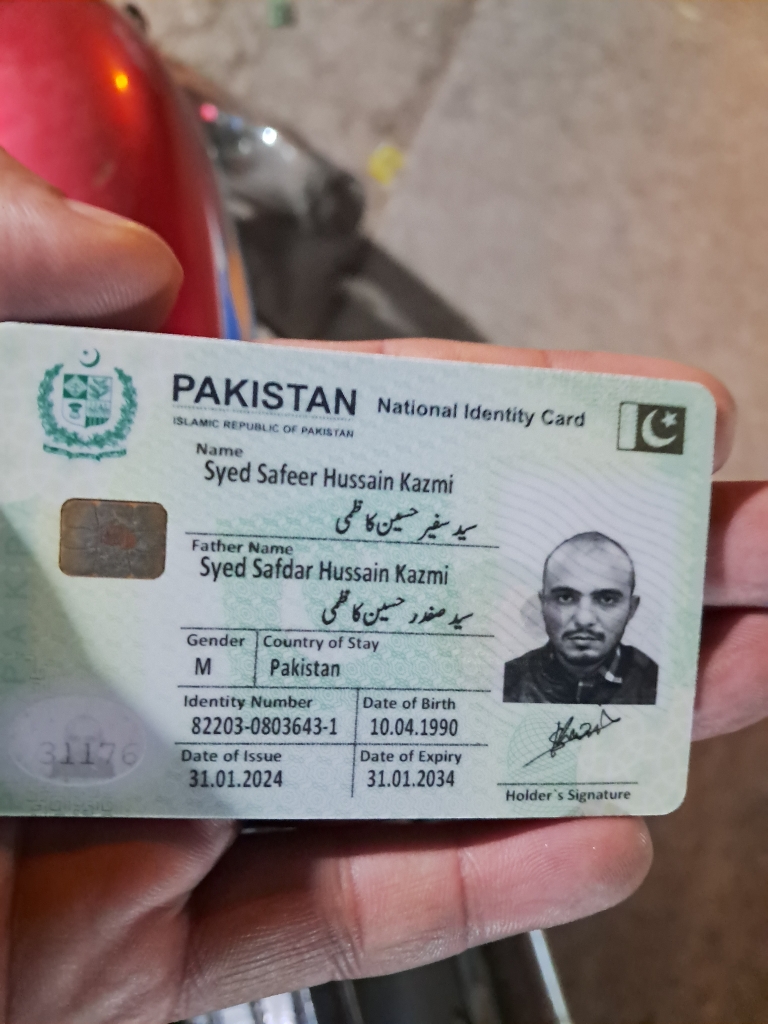 PAKISTAN National Identity Card
ISLAMIC REPUBLIC OF PAKISTAN
Name
Syed Safeer Hussain Kazmi
سید سفیر حسین کاظمی
Father Name
Syed Safdar Hussain Kazmi
سید صفدر حسین کاظمی
Gender Country of Stay
M Pakistan
Identity Number Date of Birth
82203-0803643-1 10.04.1990
Date of Issue Date of Expiry
31.01.2024 31.01.2034
31176
Holder`s Signature